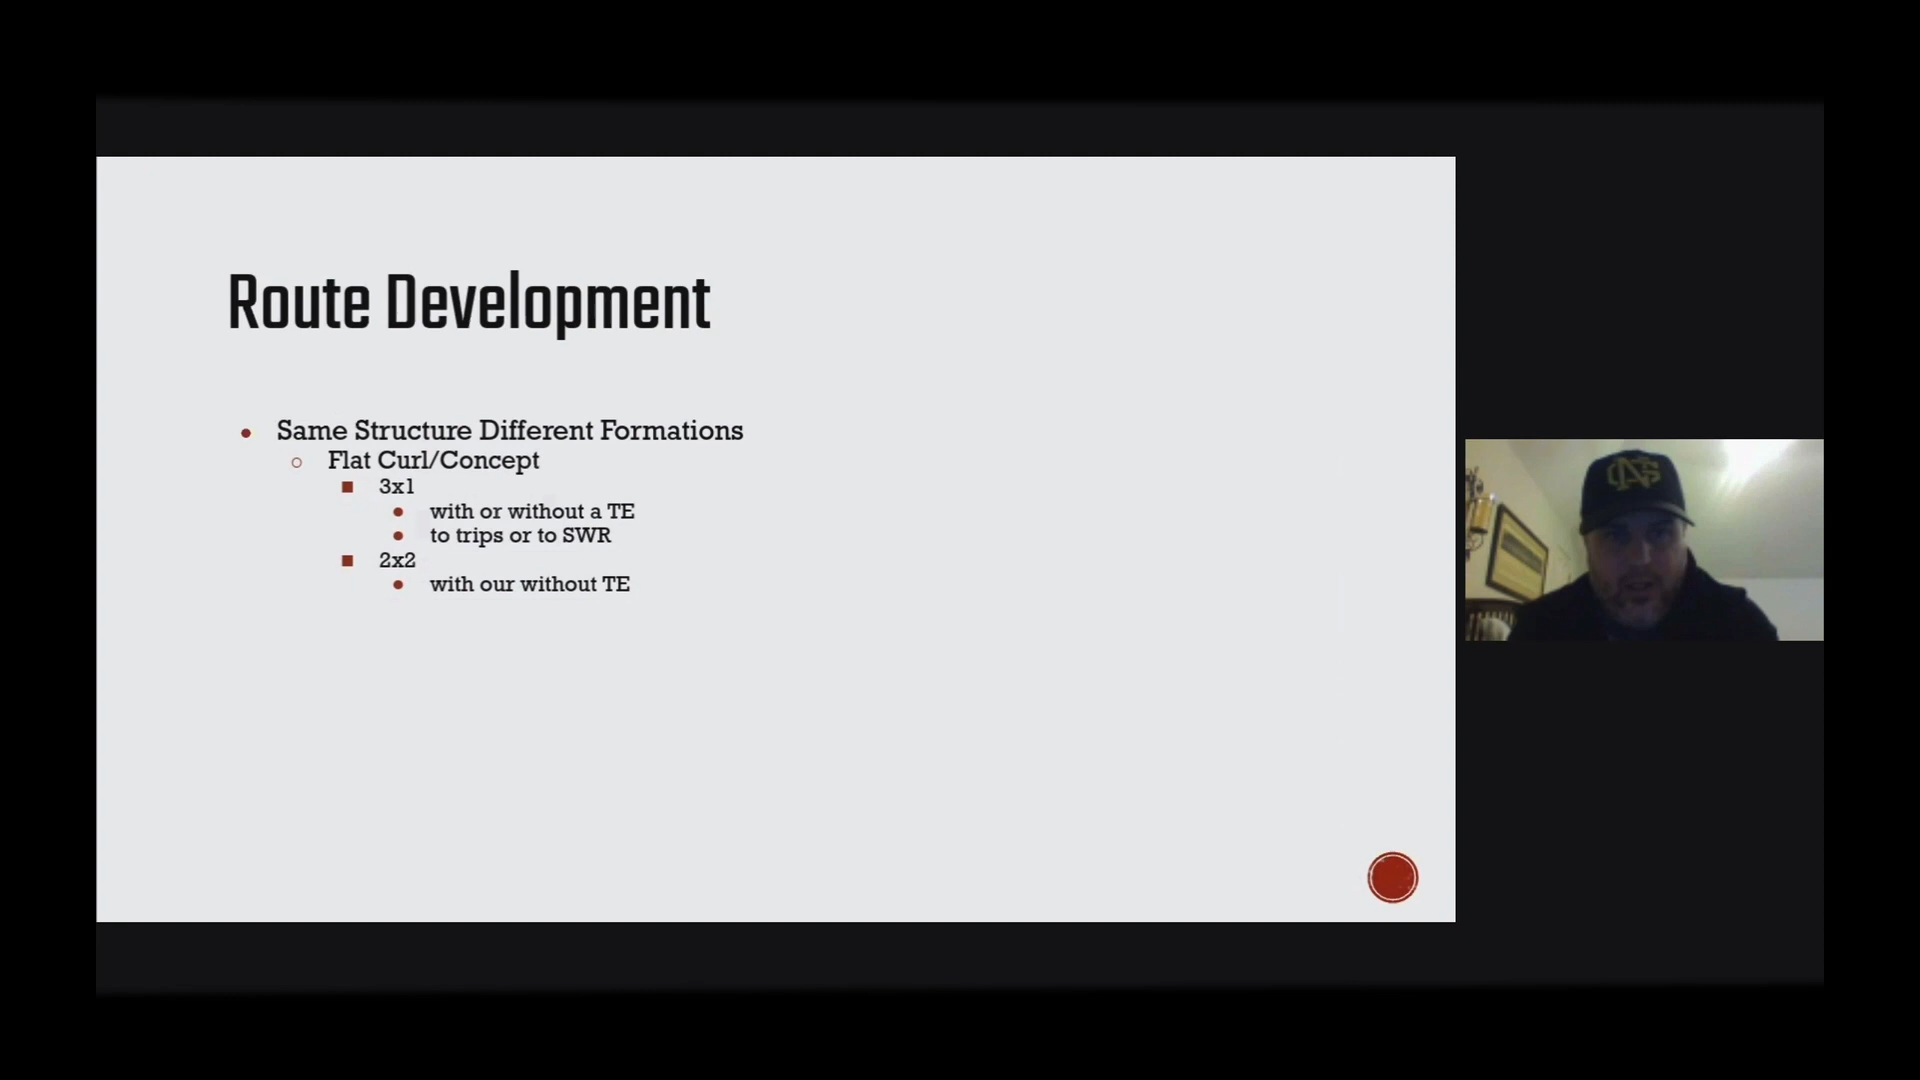 Route Development
Same Structure Different Formations
Flat Curl/Concept
3x1
with or without a TE
to trips or to SWR
2x2
with our without TE